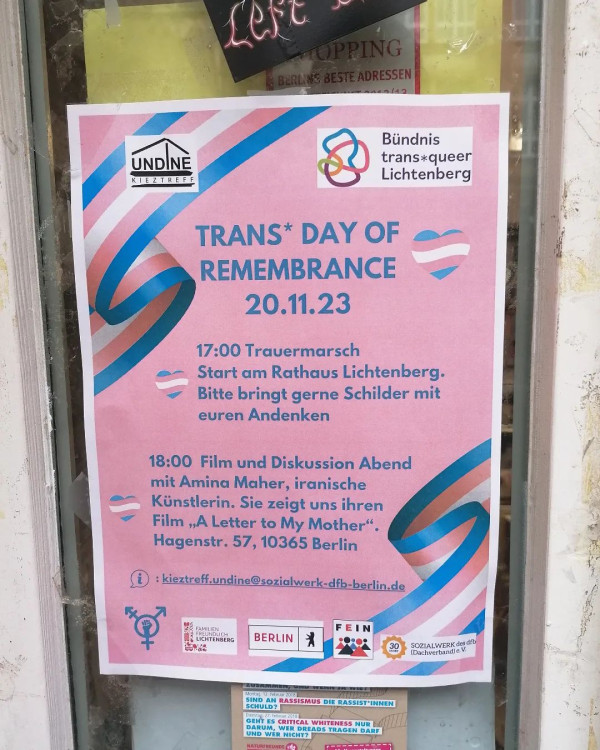 Left
SHOPPING
BERLINS BESTE ADRESSEN
2012/13
UNDINE
KIEZTREFF
Bündnis
trans*queer
Lichtenberg
TRANS* DAY OF
REMEMBRANCE
20.11.23
17:00 Trauermarsch
Start am Rathaus Lichtenberg.
Bitte bringt gerne Schilder mit
euren Andenken
18:00 Film und Diskussion Abend
mit Amina Maher, iranische
Künstlerin. Sie zeigt uns ihren
Film „A Letter to My Mother“.
Hagenstr. 57, 10365 Berlin
i : kieztreff.undine@sozialwerk-dfb-berlin.de
FAMILIEN
FREUNDLICH
LICHTENBERG
BERLIN
FEIN
30
SOZIALWERK des dfb
(Dachverband) e.V.
SIND AN RASSISMUS DIE RASSIST*INNEN
SCHULD?
GEHT ES CRITICAL WHITENESS NUR
DARUM, WER DREADS TRAGEN DARF
UND WER NICHT?
NATURFREUNDE